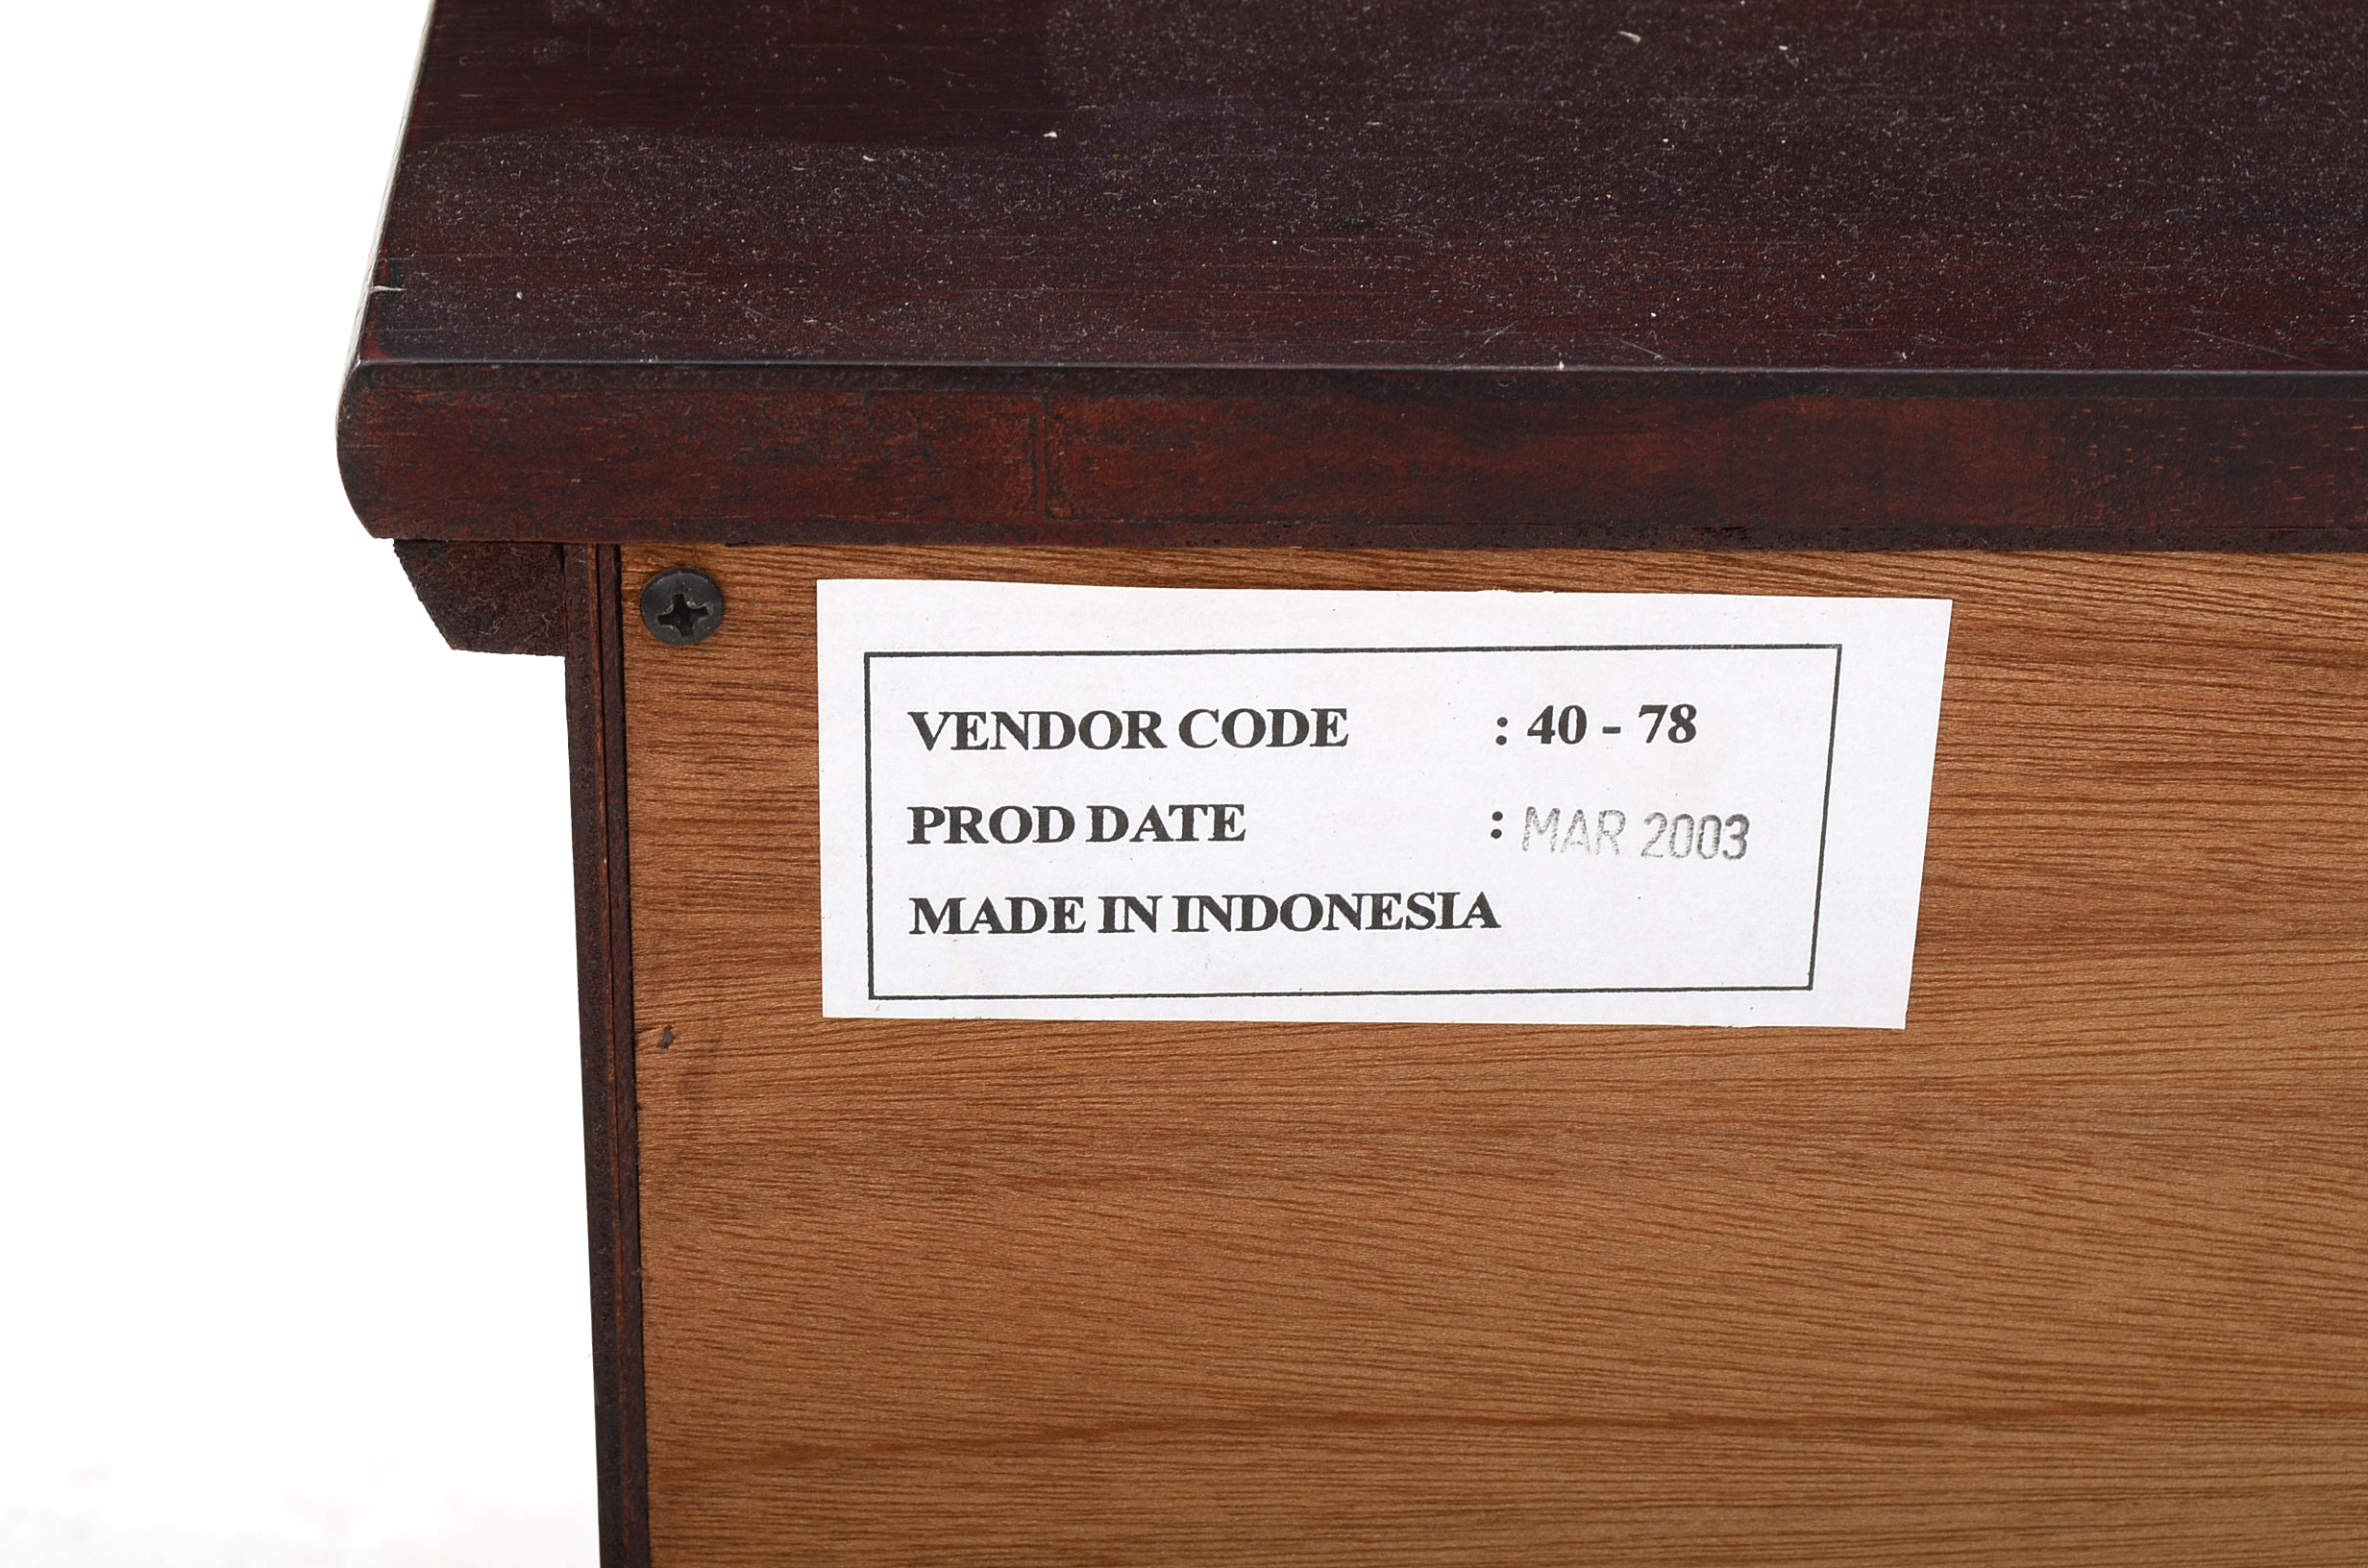 VENDOR CODE : 40 - 78
PROD DATE : MAR 2003
MADE IN INDONESIA